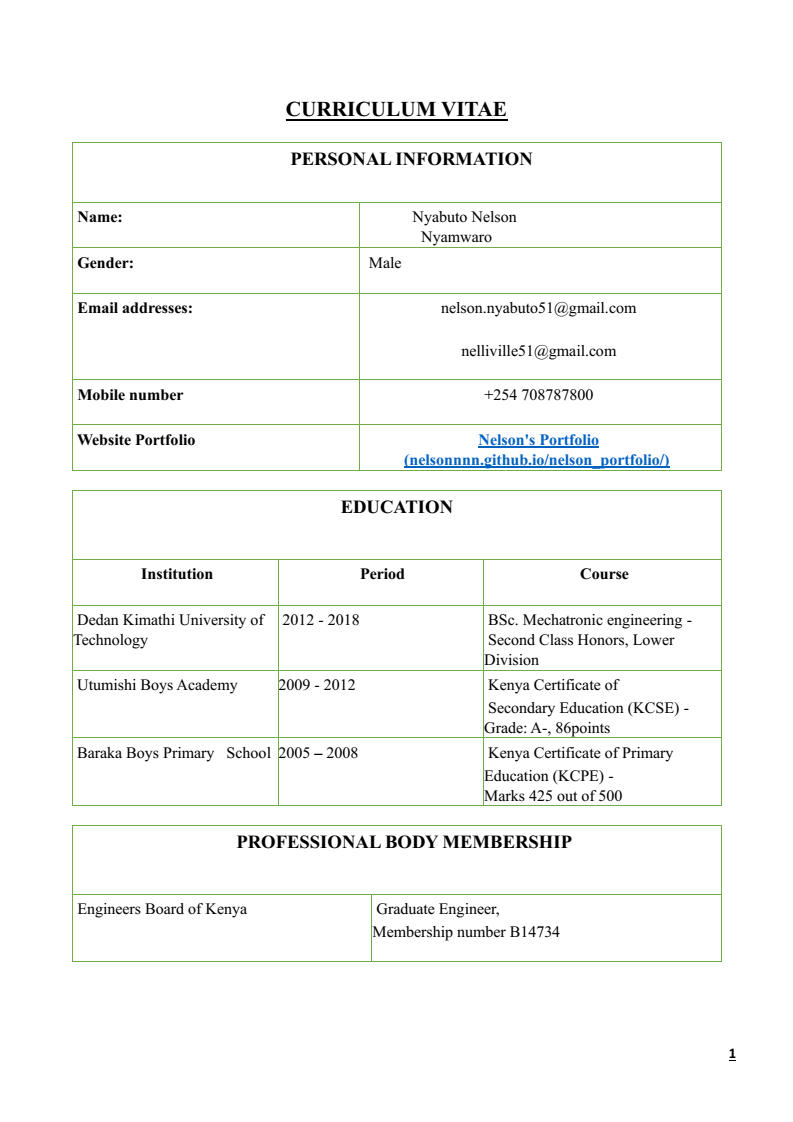 CURRICULUM VITAE
PERSONAL INFORMATION
Name:
Nyabuto Nelson
Nyamwaro
Gender:
Male
Email addresses:
nelson.nyabuto51@gmail.com
nelliville51@gmail.com
Mobile number
+254 708787800
Website Portfolio
Nelson's Portfolio
(nelsonnnn.github.io/nelson_portfolio/)
EDUCATION
Institution Period Course
Dedan Kimathi University of
Technology
2012 - 2018
BSc. Mechatronic engineering -
Second Class Honors, Lower
Division
Utumishi Boys Academy
2009 - 2012
Kenya Certificate of
Secondary Education (KCSE) -
Grade: A-, 86points
Baraka Boys Primary School
2005 – 2008
Kenya Certificate of Primary
Education (KCPE) -
Marks 425 out of 500
PROFESSIONAL BODY MEMBERSHIP
Engineers Board of Kenya
Graduate Engineer,
Membership number B14734
1